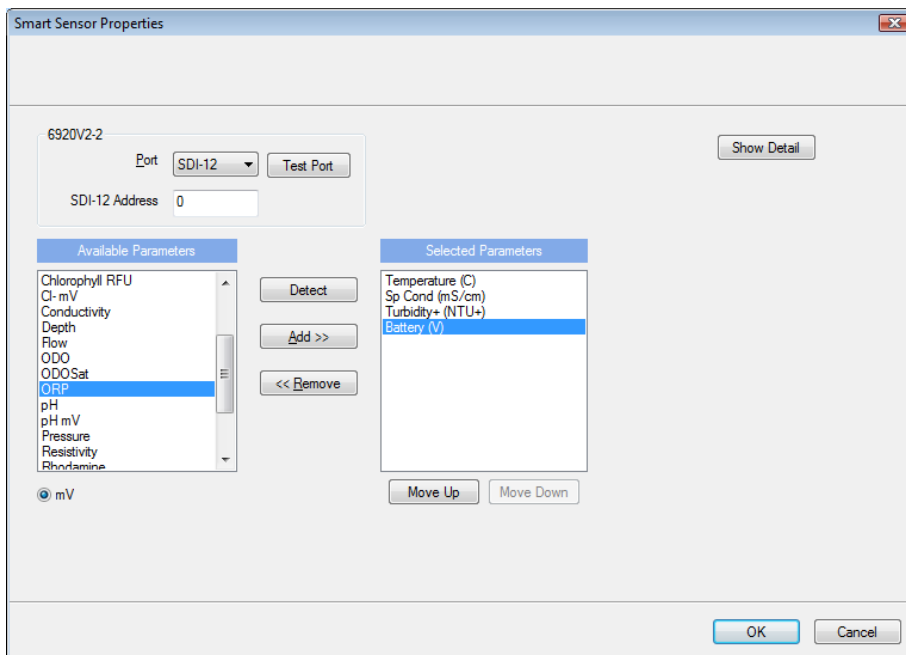 Smart Sensor Properties
6920V2-2
Port SDI-12 Test Port
Show Detail
SDI-12 Address 0
Available Parameters
Chlorophyll RFU
Cl- mV
Conductivity
Depth
Flow
ODO
ODOSat
ORP
pH
pH mV
Pressure
Resistivity
Rhodamine
mV
Detect
Add >>
<< Remove
Selected Parameters
Temperature (C)
Sp Cond (mS/cm)
Turbidity+ (NTU+)
Battery (V)
Move Up Move Down
OK Cancel